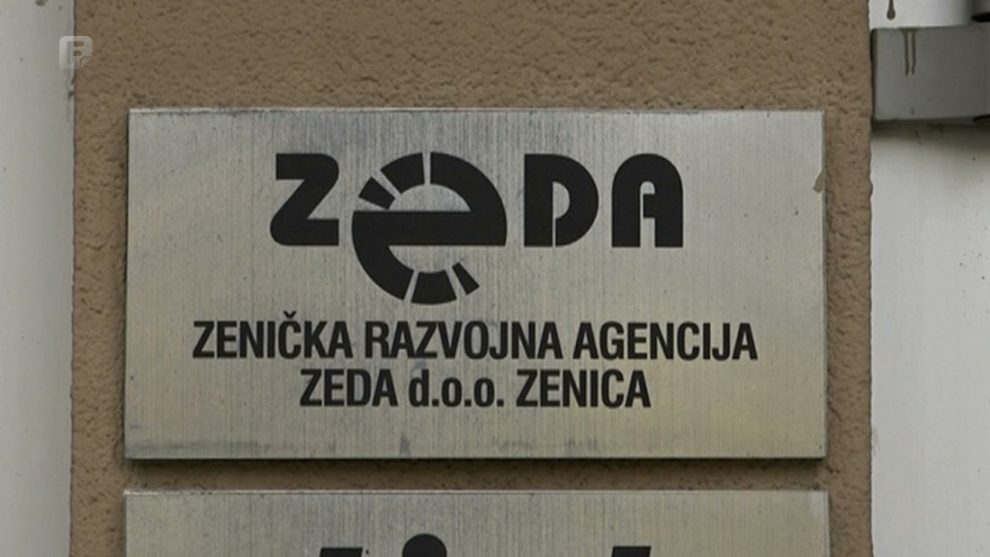 ZEDA
ZENIČKA RAZVOJNA AGENCIJA
ZEDA d.o.o. ZENICA